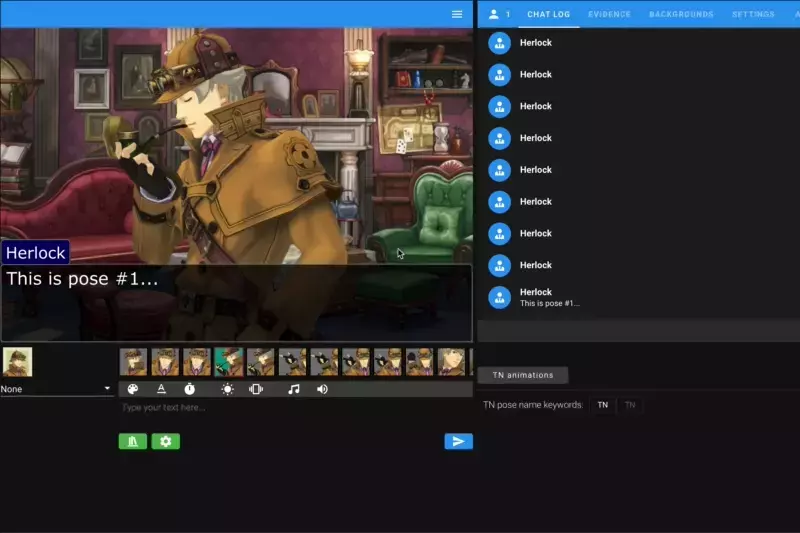 1 CHAT LOG EVIDENCE BACKGROUNDS SETTINGS A
Herlock
Herlock
Herlock
Herlock
Herlock
Herlock
Herlock
Herlock
Herlock
This is pose #1...
Herlock
This is pose #1...
None
Type your text here...
TN animations
TN pose name keywords: TN TN